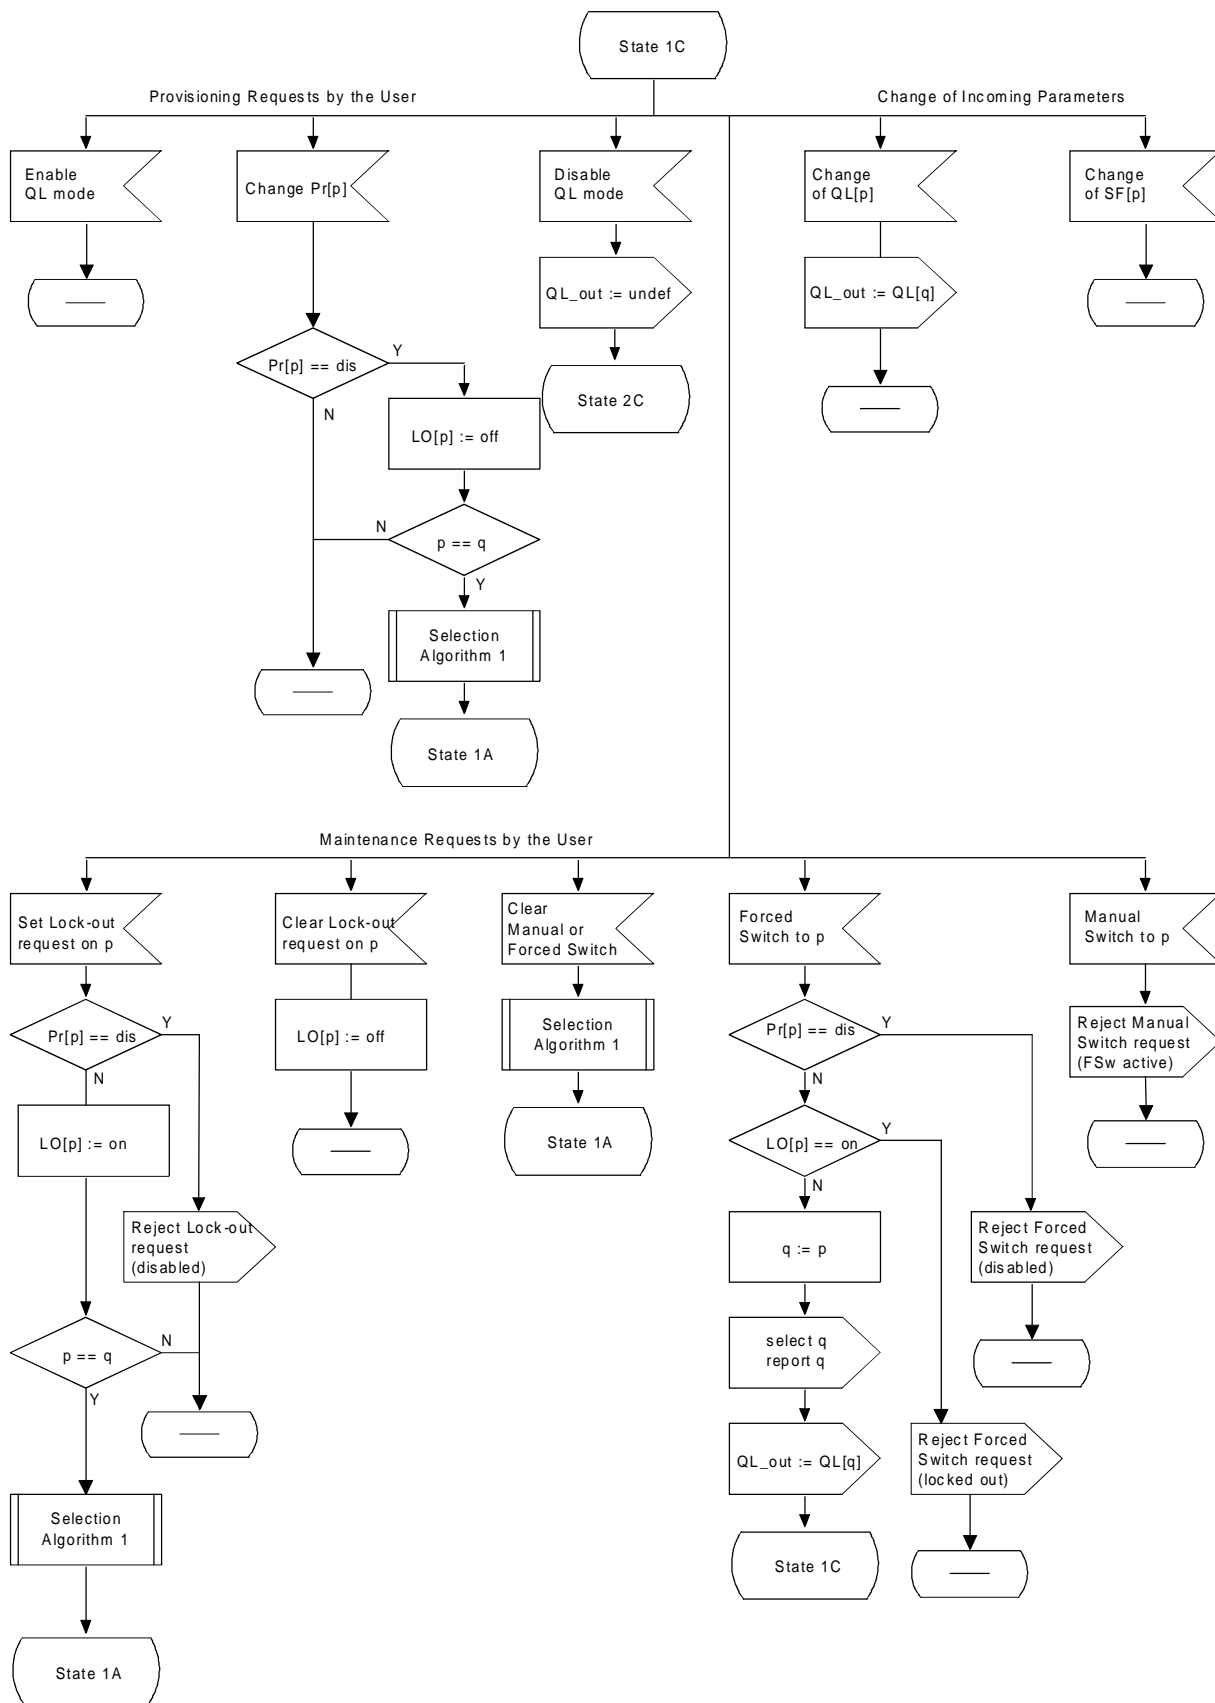 State 1C
Provisioning Requests by the User
Change of Incoming Parameters
Enable
QL mode
Change Pr[p]
Disable
QL mode
Change
of QL[p]
Change
of SF[p]
QL_out := undef
QL_out := QL[q]
Pr[p] == dis
Y
N
State 2C
LO[p] := off
p == q
N
Y
Selection
Algorithm 1
State 1A
Maintenance Requests by the User
Set Lock-out
request on p
Clear Lock-out
request on p
Clear
Manual or
Forced Switch
Forced
Switch to p
Manual
Switch to p
Pr[p] == dis
Y
N
LO[p] := on
Reject Lock-out
request
(disabled)
p == q
N
Y
Selection
Algorithm 1
State 1A
LO[p] := off
Selection
Algorithm 1
State 1A
Pr[p] == dis
Y
N
LO[p] == on
Y
N
q := p
select q
report q
QL_out := QL[q]
State 1C
Reject Forced
Switch request
(disabled)
Reject Forced
Switch request
(locked out)
Reject Manual
Switch request
(FSw active)